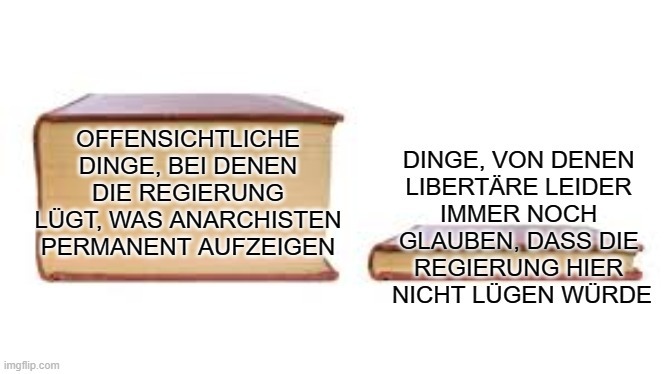 OFFENSICHTLICHE
DINGE, BEI DENEN
DIE REGIERUNG
LÜGT, WAS ANARCHISTEN
PERMANENT AUFZEIGEN
DINGE, VON DENEN
LIBERTÄRE LEIDER
IMMER NOCH
GLAUBEN, DASS DIE
REGIERUNG HIER
NICHT LÜGEN WÜRDE
imgflip.com